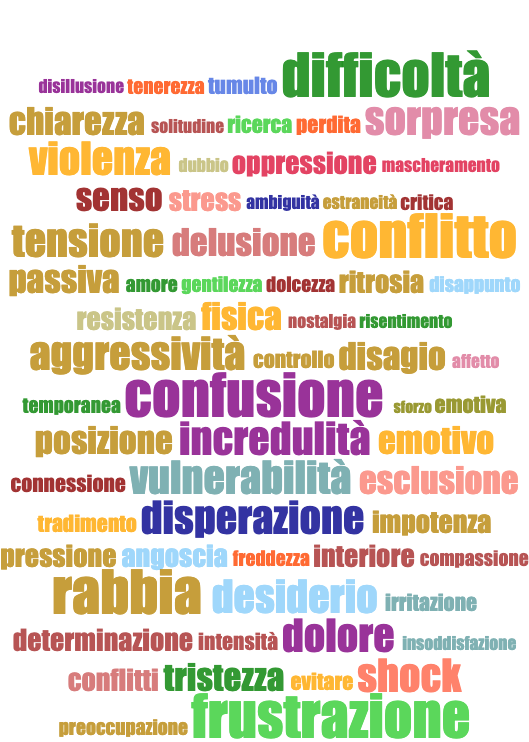 disillusione tenerezza tumulto difficoltà
chiarezza solitudine ricerca perdita sorpresa
violenza dubbio oppressione mascheramento
senso stress ambiguità estraneità critica
tensione delusione conflitto
passiva amore gentilezza dolcezza ritrosia disappunto
resistenza fisica nostalgia risentimento
aggressività controllo disagio affetto
temporanea confusione sforzo emotiva
posizione incredulità emotivo
connessione vulnerabilità esclusione
tradimento disperazione impotenza
pressione angoscia freddezza interiore compassione
rabbia desiderio irritazione
determinazione intensità dolore insoddisfazione
conflitti tristezza evitare shock
preoccupazione frustrazione